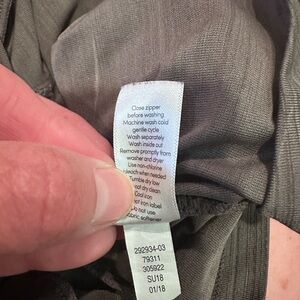 Close zipper
before washing
Machine wash cold
gentle cycle
Wash separately
Wash inside out
Remove promptly from
washer and dryer
Use non-chlorine
bleach when needed
Tumble dry low
not dry clean
Cool iron
not iron label
Do not use
fabric softener
292934-03
79311
305922
SU18
01/18